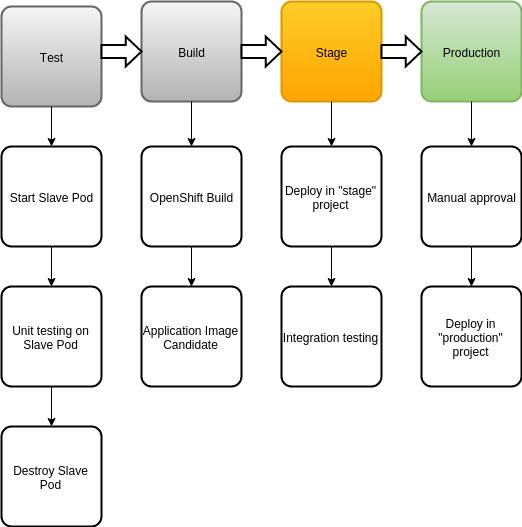 Test
Build
Stage
Production
Start Slave Pod
OpenShift Build
Deploy in "stage"
project
Manual approval
Unit testing on
Slave Pod
Application Image
Candidate
Integration testing
Deploy in
"production"
project
Destroy Slave
Pod